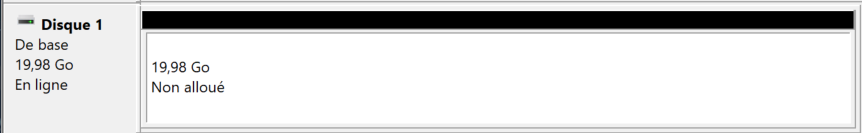 Disque 1
De base
19,98 Go
En ligne
19,98 Go
Non alloué